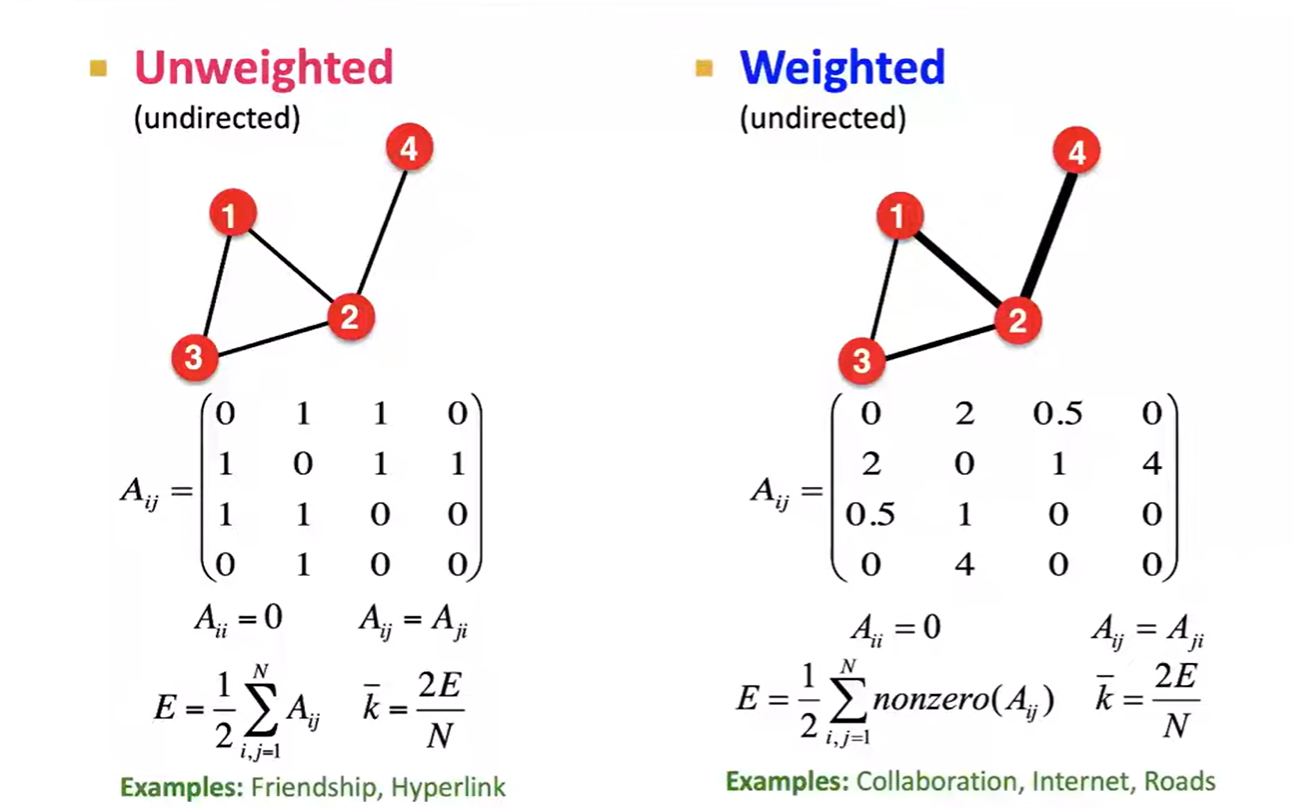 ▪ Unweighted
(undirected)
4
1
2
3
A_ij = (0 1 1 0
1 0 1 1
1 1 0 0
0 1 0 0)
A_ii = 0 A_ij = A_ji
E = 1/2 ∑_{i,j=1}^{N} A_ij k̄ = 2E/N
Examples: Friendship, Hyperlink
▪ Weighted
(undirected)
4
1
2
3
A_ij = (0 2 0.5 0
2 0 1 4
0.5 1 0 0
0 4 0 0)
A_ii = 0 A_ij = A_ji
E = 1/2 ∑_{i,j=1}^{N} nonzero(A_ij) k̄ = 2E/N
Examples: Collaboration, Internet, Roads